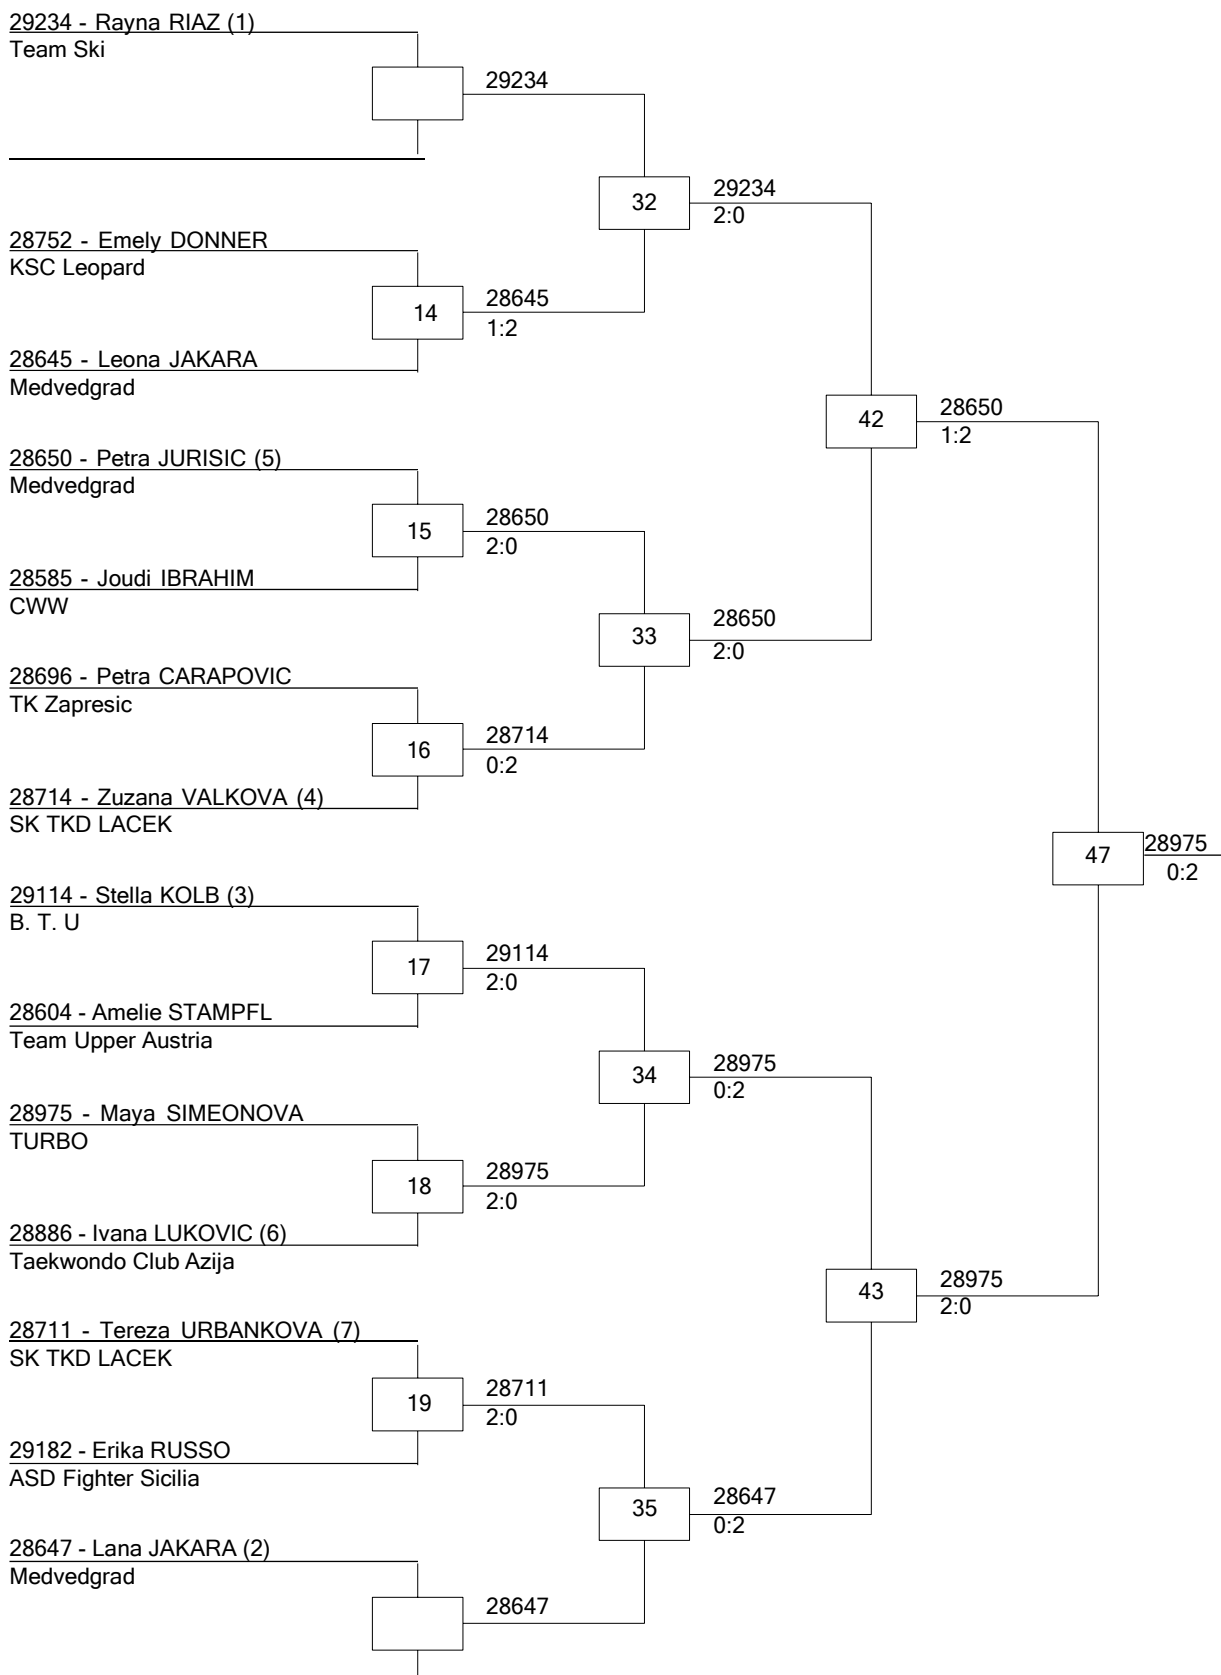 29234 - Rayna RIAZ (1)
Team Ski
29234
32
29234
2:0
28752 - Emely DONNER
KSC Leopard
14
28645
1:2
28645 - Leona JAKARA
Medvedgrad
42
28650
1:2
28650 - Petra JURISIC (5)
Medvedgrad
15
28650
2:0
28585 - Joudi IBRAHIM
CWW
33
28650
2:0
28696 - Petra CARAPOVIC
TK Zapresic
16
28714
0:2
28714 - Zuzana VALKOVA (4)
SK TKD LACEK
47
28975
0:2
29114 - Stella KOLB (3)
B. T. U
17
29114
2:0
28604 - Amelie STAMPFL
Team Upper Austria
34
28975
0:2
28975 - Maya SIMEONOVA
TURBO
18
28975
2:0
28886 - Ivana LUKOVIC (6)
Taekwondo Club Azija
43
28975
2:0
28711 - Tereza URBANKOVA (7)
SK TKD LACEK
19
28711
2:0
29182 - Erika RUSSO
ASD Fighter Sicilia
35
28647
0:2
28647 - Lana JAKARA (2)
Medvedgrad
28647